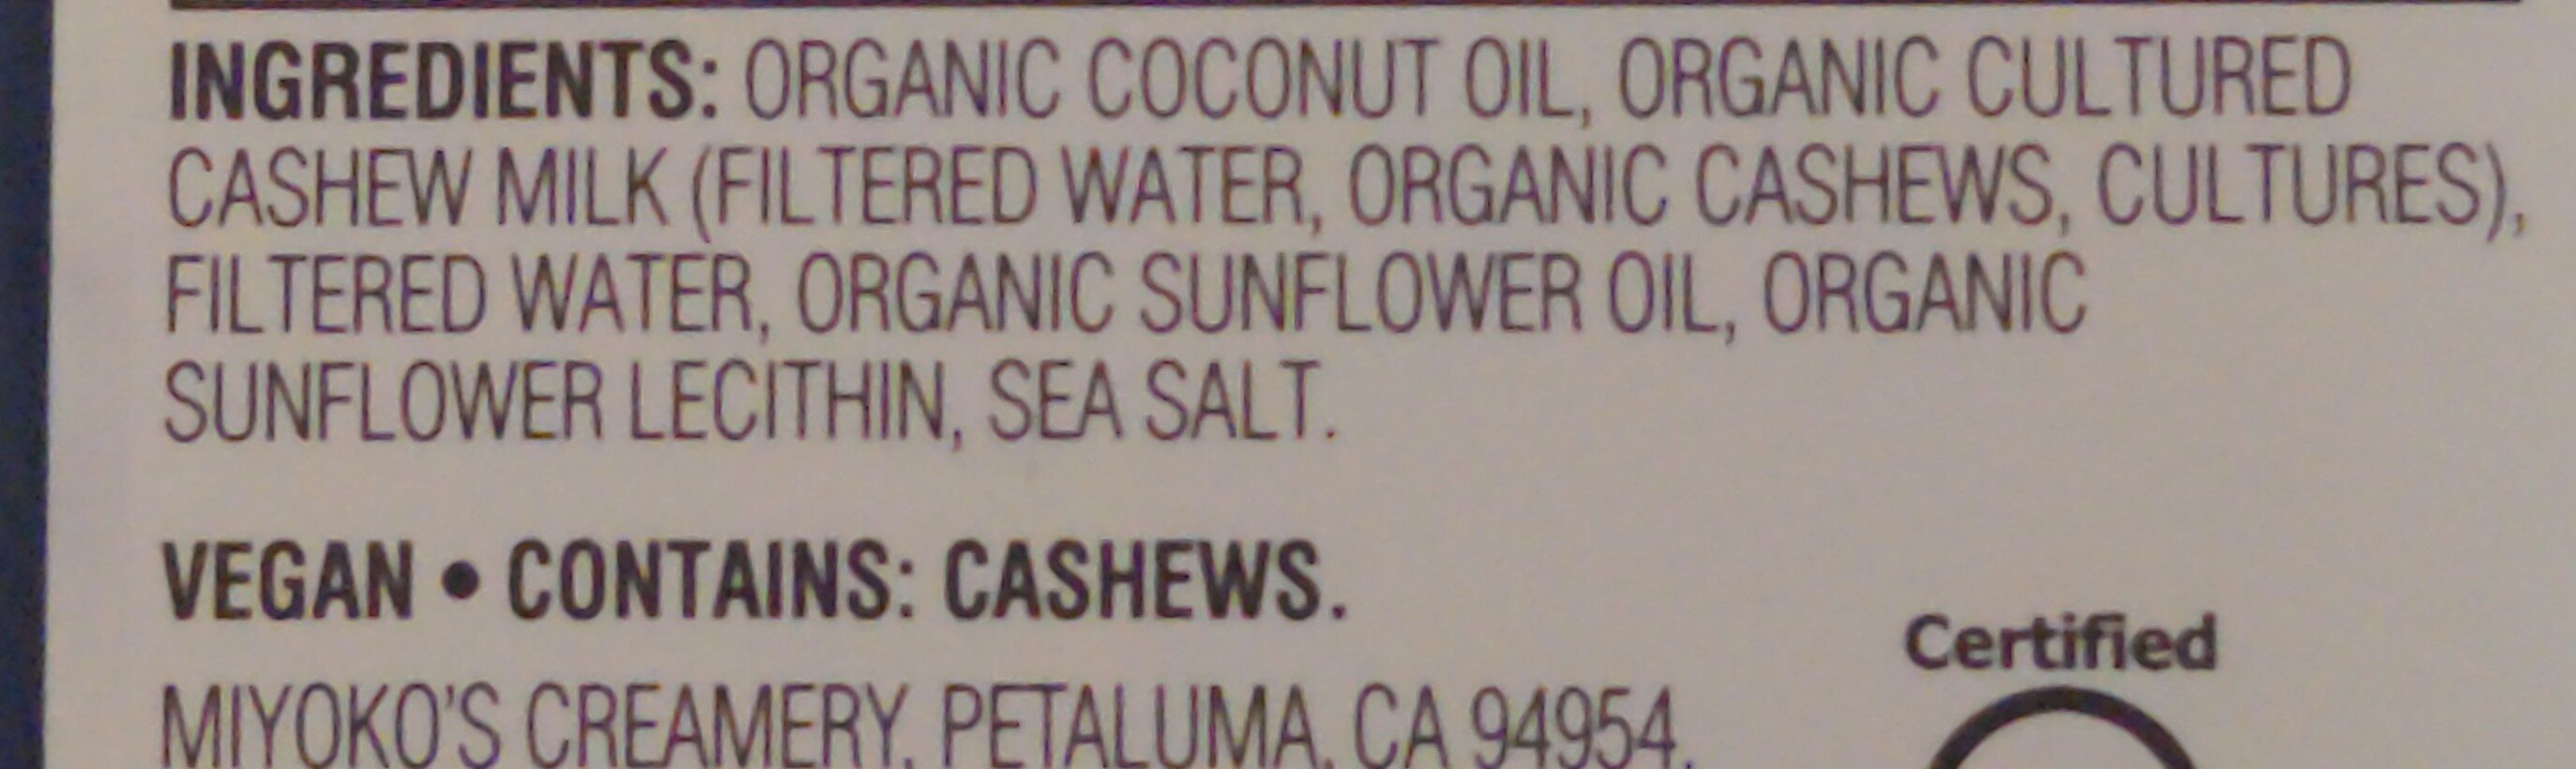 INGREDIENTS: ORGANIC COCONUT OIL, ORGANIC CULTURED
CASHEW MILK (FILTERED WATER, ORGANIC CASHEWS, CULTURES),
FILTERED WATER, ORGANIC SUNFLOWER OIL, ORGANIC
SUNFLOWER LECITHIN, SEA SALT.
VEGAN • CONTAINS: CASHEWS.
Certified
MIYOKO'S CREAMERY, PETALUMA, CA 94954.